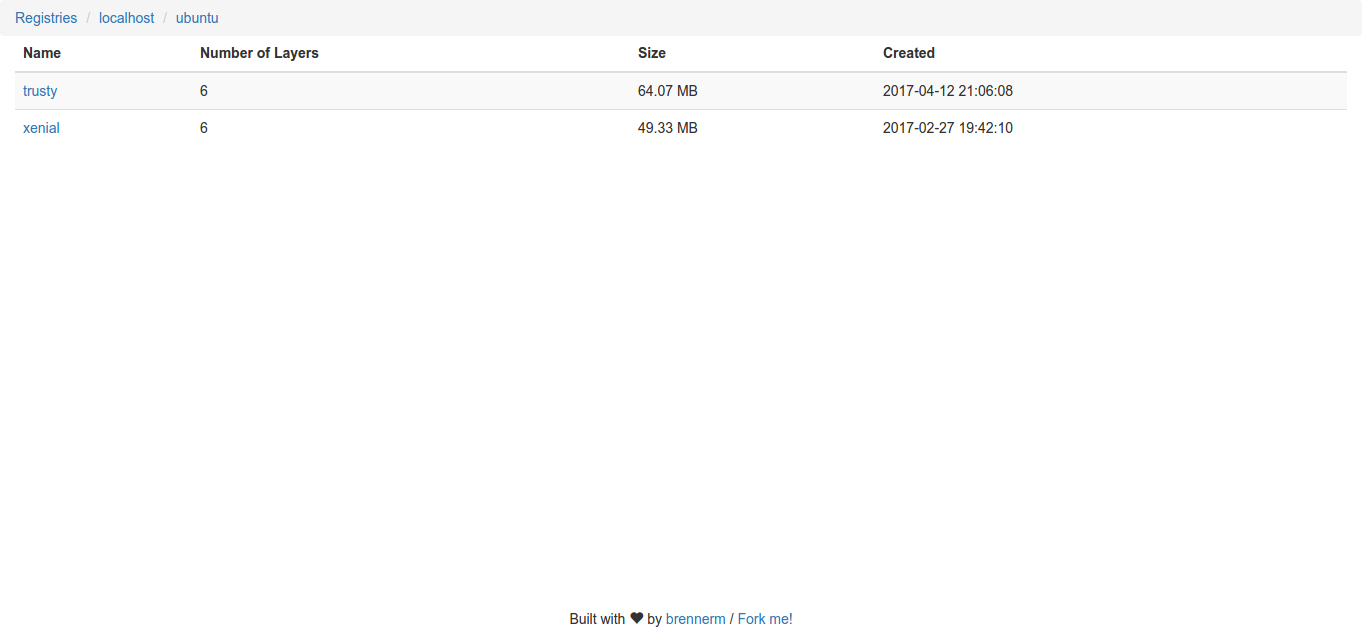 Registries / localhost / ubuntu
Name Number of Layers Size Created
trusty 6 64.07 MB 2017-04-12 21:06:08
xenial 6 49.33 MB 2017-02-27 19:42:10
Built with ♥ by brennerm / Fork me!